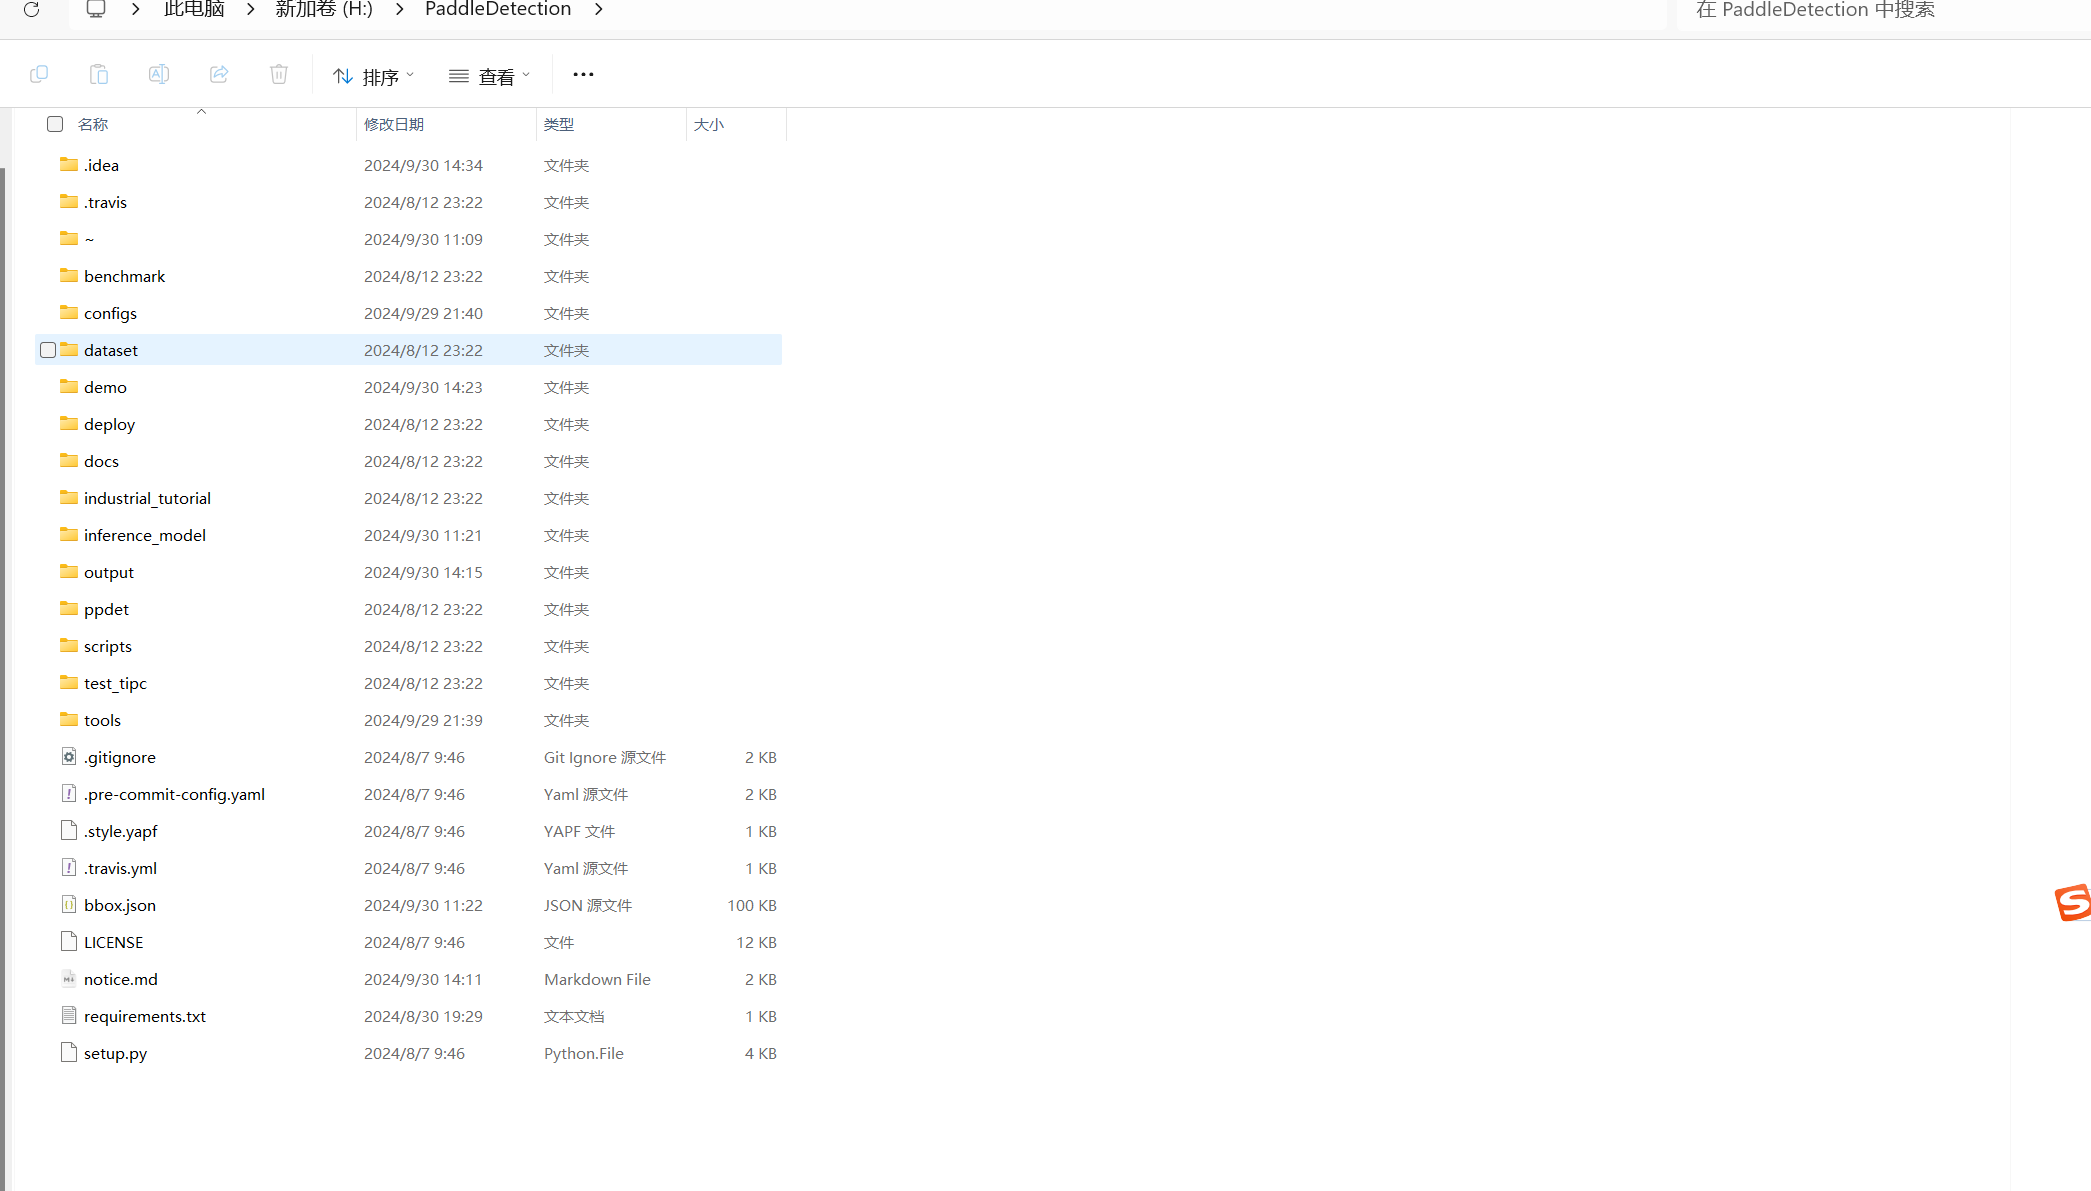 此电脑 新加卷 (H:) PaddleDetection 在 PaddleDetection 中搜索
排序 查看
名称 修改日期 类型 大小
.idea 2024/9/30 14:34 文件夹
.travis 2024/8/12 23:22 文件夹
~ 2024/9/30 11:09 文件夹
benchmark 2024/8/12 23:22 文件夹
configs 2024/9/29 21:40 文件夹
dataset 2024/8/12 23:22 文件夹
demo 2024/9/30 14:23 文件夹
deploy 2024/8/12 23:22 文件夹
docs 2024/8/12 23:22 文件夹
industrial_tutorial 2024/8/12 23:22 文件夹
inference_model 2024/9/30 11:21 文件夹
output 2024/9/30 14:15 文件夹
ppdet 2024/8/12 23:22 文件夹
scripts 2024/8/12 23:22 文件夹
test_tipc 2024/8/12 23:22 文件夹
tools 2024/9/29 21:39 文件夹
.gitignore 2024/8/7 9:46 Git Ignore 源文件 2 KB
.pre-commit-config.yaml 2024/8/7 9:46 Yaml 源文件 2 KB
.style.yapf 2024/8/7 9:46 YAPF 文件 1 KB
.travis.yml 2024/8/7 9:46 Yaml 源文件 1 KB
bbox.json 2024/9/30 11:22 JSON 源文件 100 KB
LICENSE 2024/8/7 9:46 文件 12 KB
notice.md 2024/9/30 14:11 Markdown File 2 KB
requirements.txt 2024/8/30 19:29 文本文档 1 KB
setup.py 2024/8/7 9:46 Python.File 4 KB